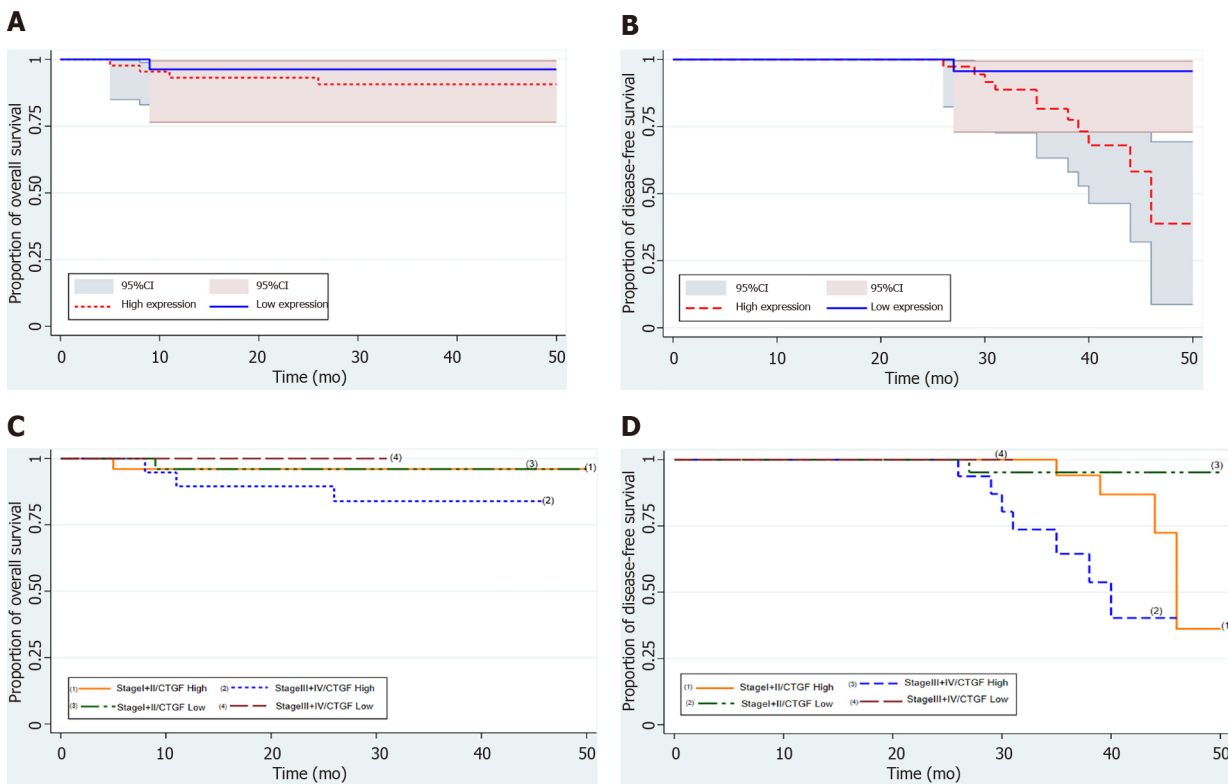 A
Proportion of overall survival
1
0.75
0.50
0.25
0
95%CI 95%CI
High expression Low expression
0 10 20 30 40 50
Time (mo)
B
Proportion of disease-free survival
1
0.75
0.50
0.25
0
95%CI 95%CI
High expression Low expression
0 10 20 30 40 50
Time (mo)
C
Proportion of overall survival
1
0.75
0.50
0.25
0
(4)
(3) (1)
(2)
(1) StageI+II/CTGF High (2) StageIII+IV/CTGF High
(3) StageI+II/CTGF Low (4) StageIII+IV/CTGF Low
0 10 20 30 40 50
Time (mo)
D
Proportion of disease-free survival
1
0.75
0.50
0.25
0
(4)
(3)
(2)
(1
(1) StageI+II/CTGF High (3) StageIII+IV/CTGF High
(2) StageI+II/CTGF Low (4) StageIII+IV/CTGF Low
0 10 20 30 40 50
Time (mo)